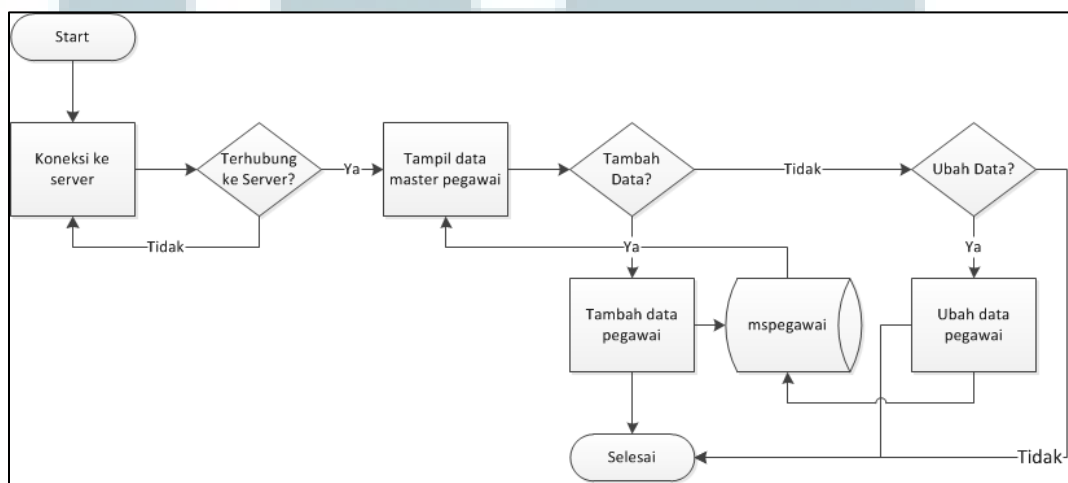 Start
Koneksi ke
server
Terhubung
ke Server?
Ya
Tidak
Tampil data
master pegawai
Tambah
Data?
Tidak
Ubah Data?
Ya
Ya
Tambah data
pegawai
mspegawai
Ubah data
pegawai
Selesai
Tidak